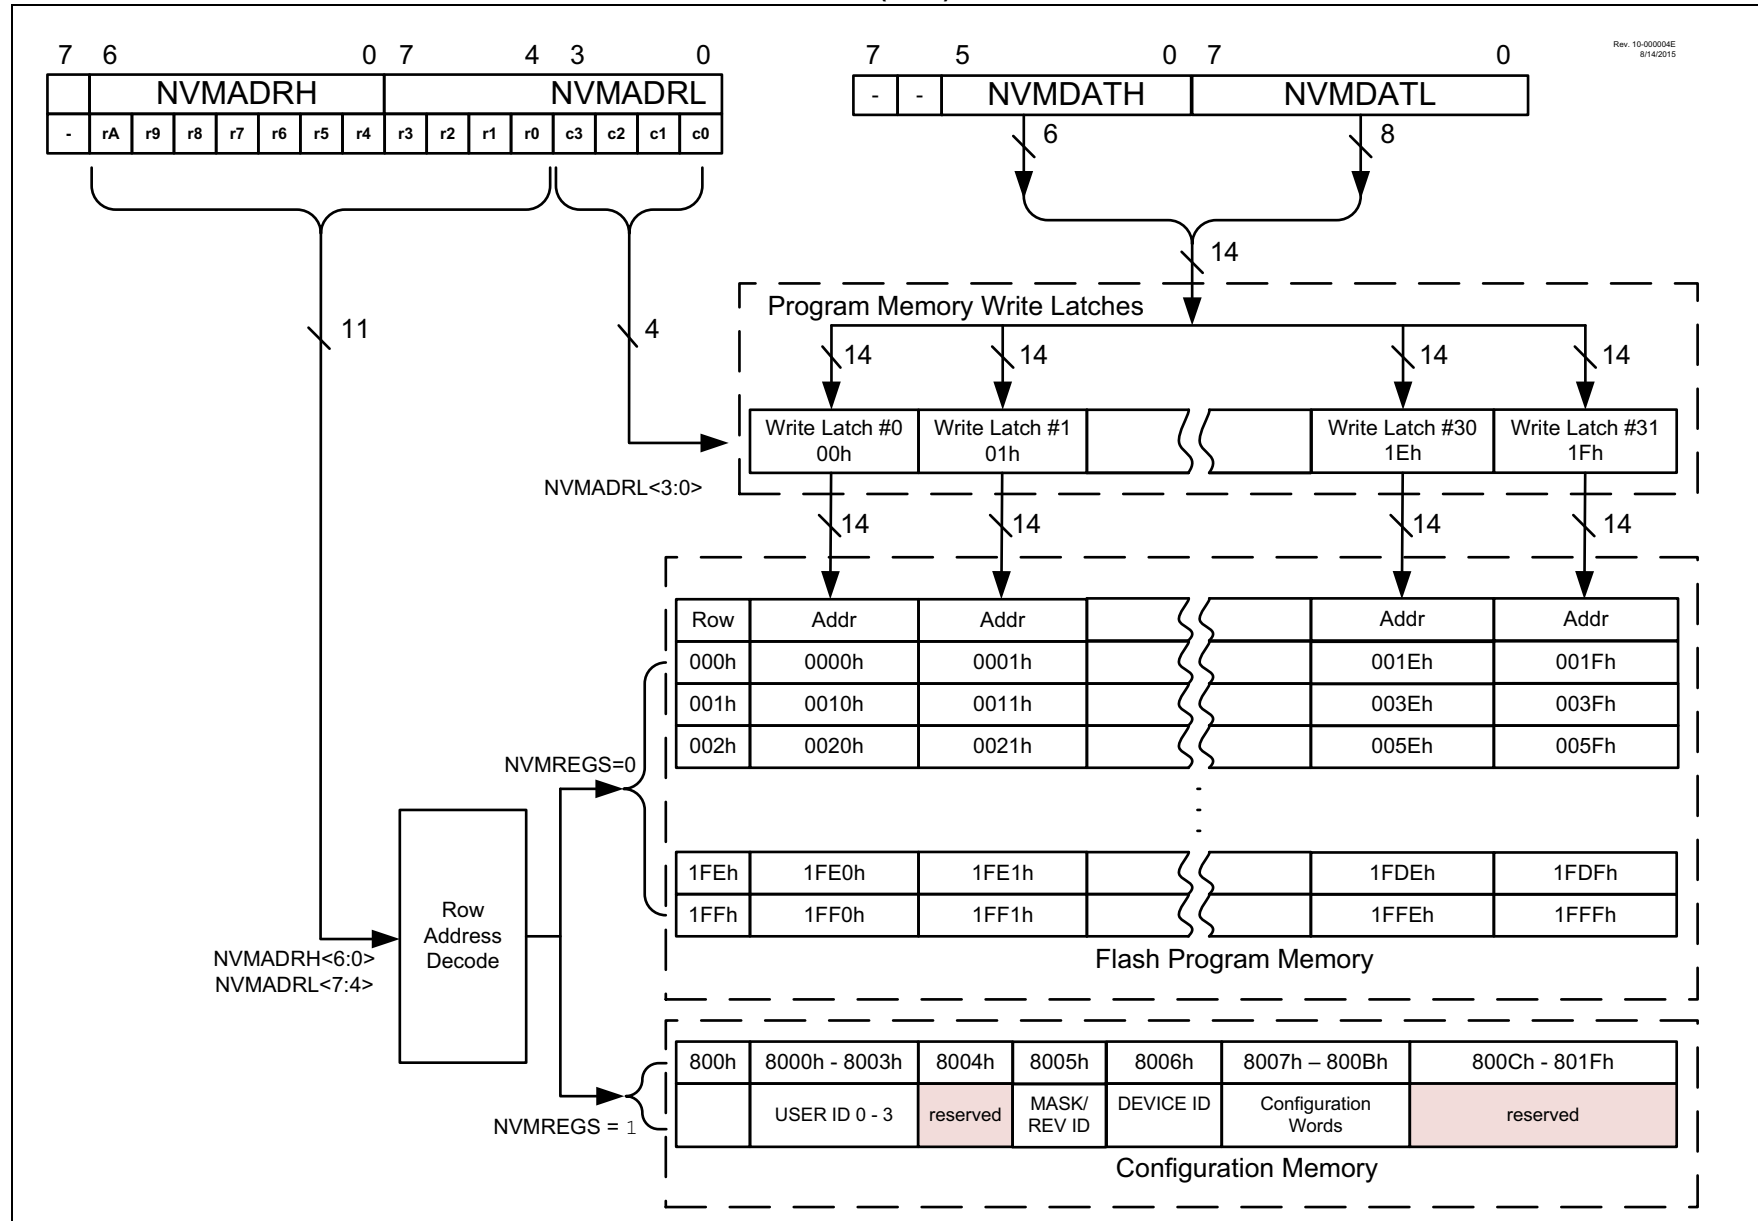 7 6 0 7 4 3 0
NVMADRH NVMADRL
- rA r9 r8 r7 r6 r5 r4 r3 r2 r1 r0 c3 c2 c1 c0
7 5 0 7 0
- - NVMDATH NVMDATL
Rev. 10-000004E
8/14/2015
6 8
14
11
4
Program Memory Write Latches
14 14 14 14
Write Latch #0
00h
Write Latch #1
01h
Write Latch #30
1Eh
Write Latch #31
1Fh
NVMADRL<3:0>
14 14 14 14
Row Addr Addr Addr Addr
000h 0000h 0001h 001Eh 001Fh
001h 0010h 0011h 003Eh 003Fh
002h 0020h 0021h 005Eh 005Fh
NVMREGS=0
1FEh 1FE0h 1FE1h 1FDEh 1FDFh
1FFh 1FF0h 1FF1h 1FFEh 1FFFh
Flash Program Memory
Row
Address
Decode
NVMADRH<6:0>
NVMADRL<7:4>
800h 8000h - 8003h 8004h 8005h 8006h 8007h – 800Bh 800Ch - 801Fh
USER ID 0 - 3
reserved
MASK/
REV ID
DEVICE ID
Configuration
Words
reserved
NVMREGS = 1
Configuration Memory